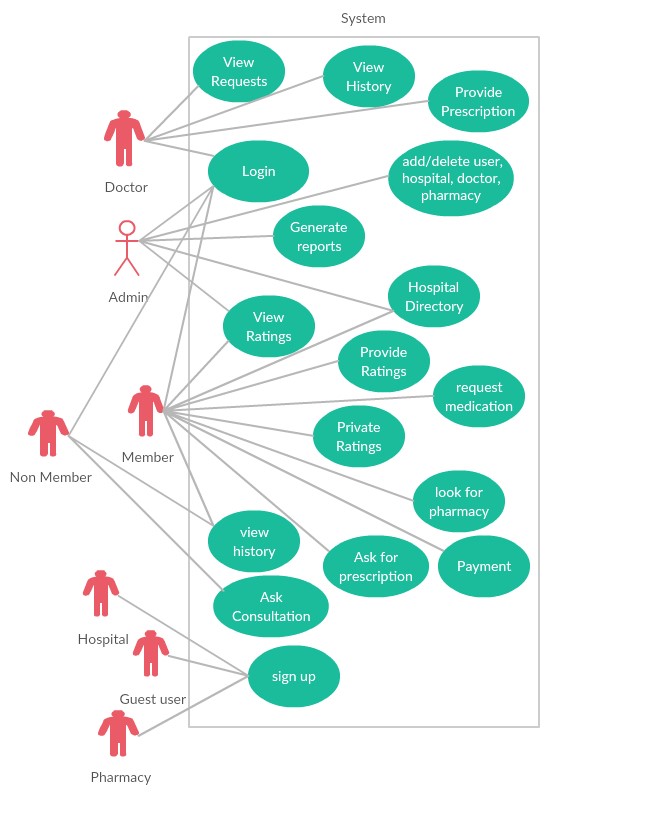 System
View
Requests
View
History
Provide
Prescription
Doctor
Login
add/delete user,
hospital, doctor,
pharmacy
Generate
reports
Admin
Hospital
Directory
View
Ratings
Provide
Ratings
request
medication
Private
Ratings
Member
Non Member
look for
pharmacy
view
history
Ask for
prescription
Payment
Ask
Consultation
Hospital
sign up
Guest user
Pharmacy